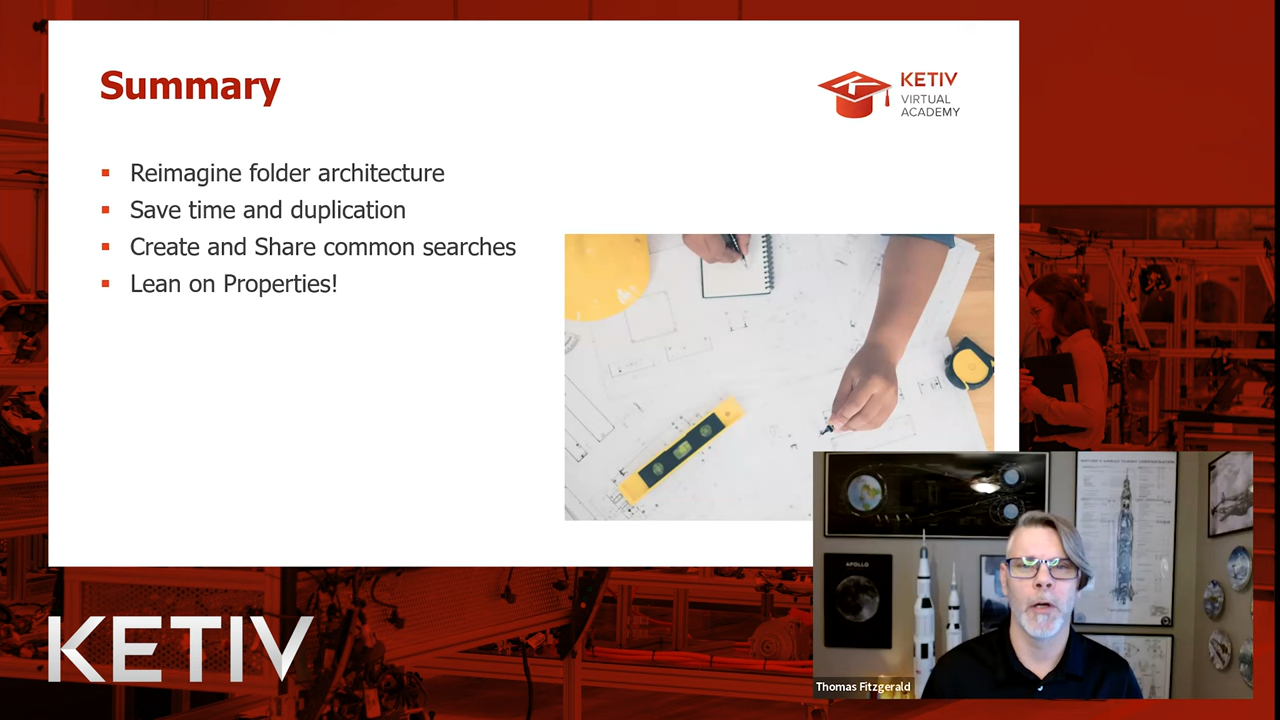 Summary
KETIV
VIRTUAL
ACADEMY
Reimagine folder architecture
Save time and duplication
Create and Share common searches
Lean on Properties!
APOLLO
KETIV
Thomas Fitzgerald